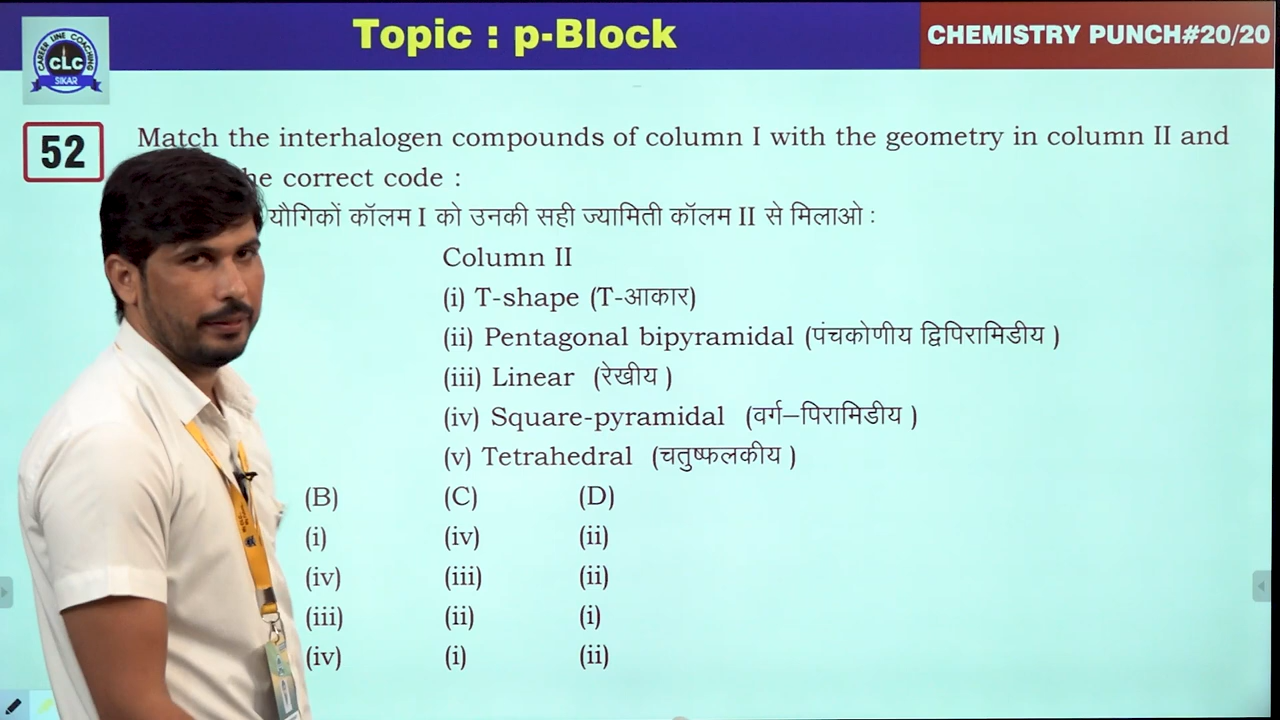 Topic : p-Block
CHEMISTRY PUNCH#20/20
CAREER LINE COACHING
CLC
SIKAR
52
Match the interhalogen compounds of column I with the geometry in column II and
the correct code :
यौगिकों कॉलम I को उनकी सही ज्यामिती कॉलम II से मिलाओ :
Column II
(i) T-shape (T-आकार)
(ii) Pentagonal bipyramidal (पंचकोणीय द्विपिरामिडीय )
(iii) Linear (रेखीय )
(iv) Square-pyramidal (वर्ग–पिरामिडीय )
(v) Tetrahedral (चतुष्फलकीय )
(B) (C) (D)
(i) (iv) (ii)
(iv) (iii) (ii)
(iii) (ii) (i)
(iv) (i) (ii)